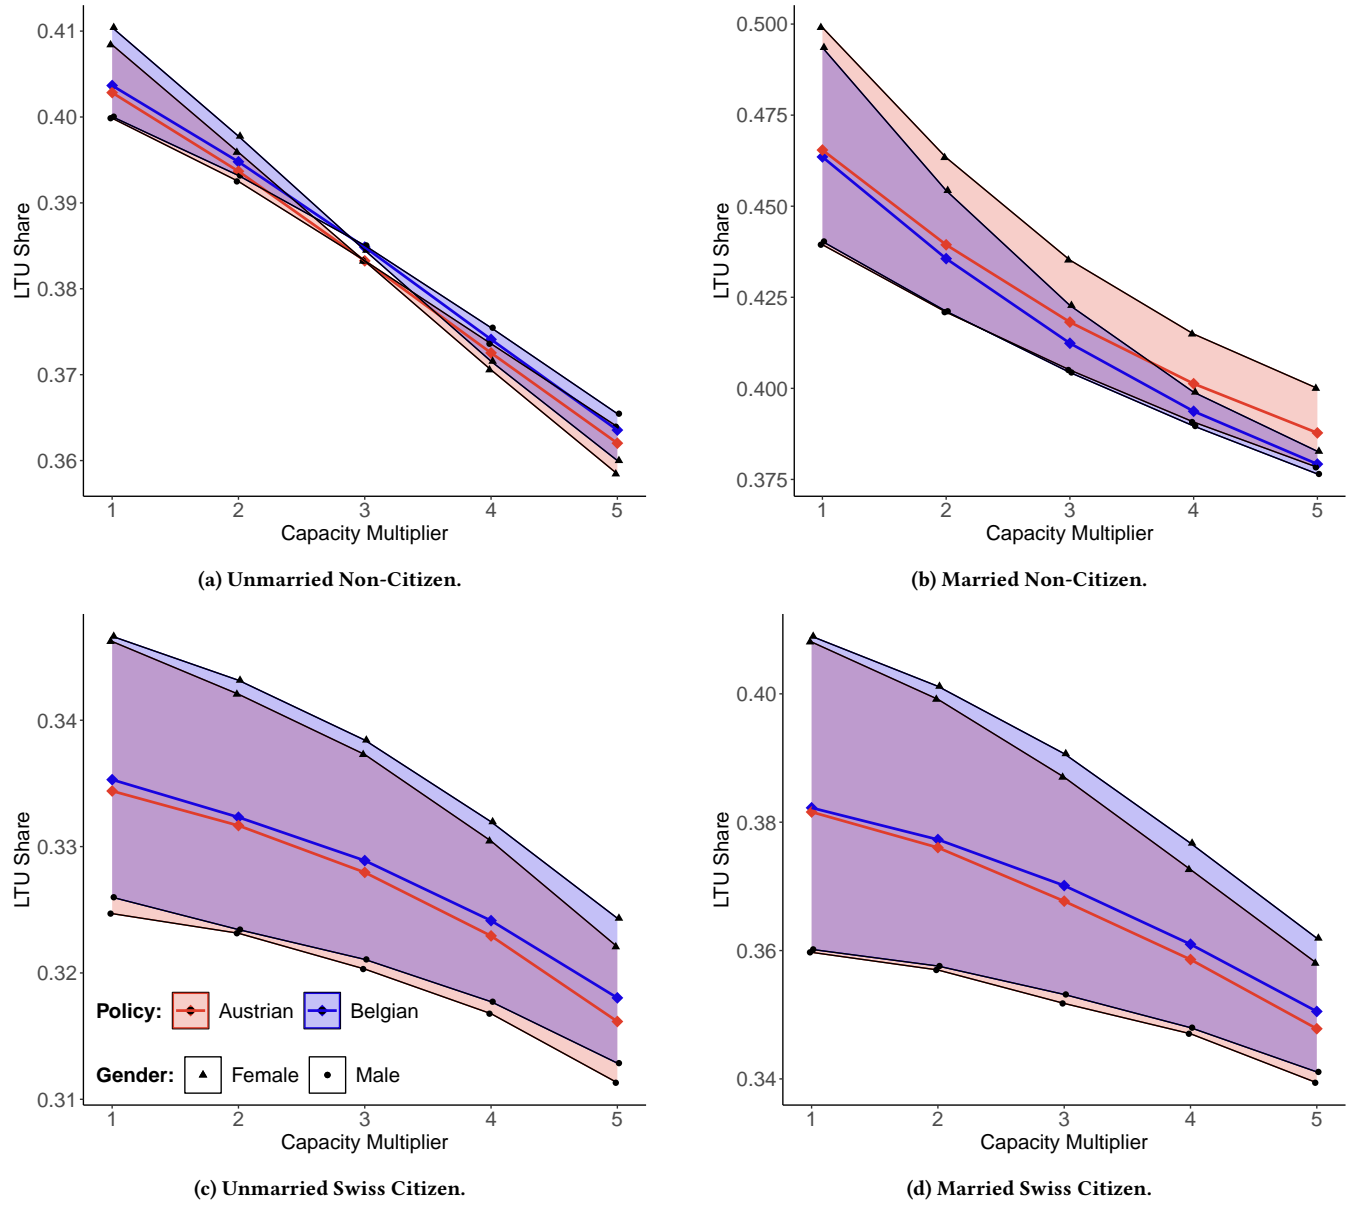 0.41
0.40
0.39
0.38
0.37
0.36
LTU Share
1 2 3 4 5
Capacity Multiplier
(a) Unmarried Non-Citizen.
0.500
0.475
0.450
0.425
0.400
0.375
LTU Share
1 2 3 4 5
Capacity Multiplier
(b) Married Non-Citizen.
0.34
0.33
0.32
0.31
LTU Share
Policy: Austrian Belgian
Gender: Female Male
1 2 3 4 5
Capacity Multiplier
(c) Unmarried Swiss Citizen.
0.40
0.38
0.36
0.34
LTU Share
1 2 3 4 5
Capacity Multiplier
(d) Married Swiss Citizen.